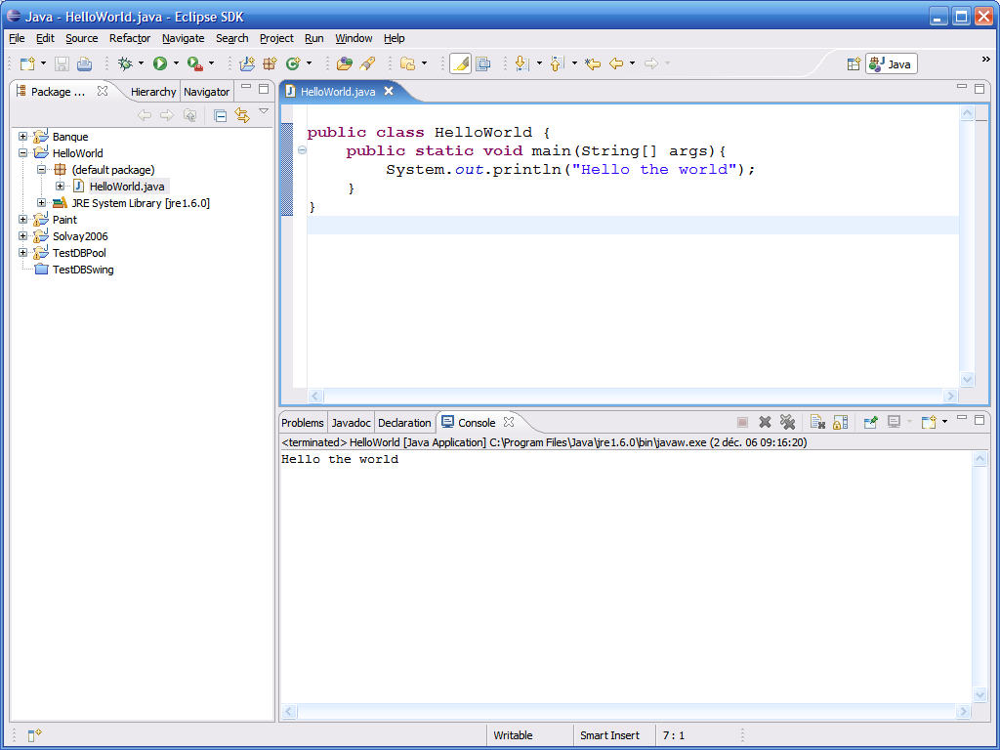 Java - HelloWorld.java - Eclipse SDK
File Edit Source Refactor Navigate Search Project Run Window Help
Java
Package ... Hierarchy Navigator
Banque
HelloWorld
(default package)
HelloWorld.java
JRE System Library [jre1.6.0]
Paint
Solvay2006
TestDBPool
TestDBSwing
HelloWorld.java
public class HelloWorld {
public static void main(String[] args){
System.out.println("Hello the world");
}
}
Problems Javadoc Declaration Console
<terminated> HelloWorld [Java Application] C:\Program Files\Java\jre1.6.0\bin\javaw.exe (2 déc. 06 09:16:20)
Hello the world
Writable Smart Insert 7 : 1